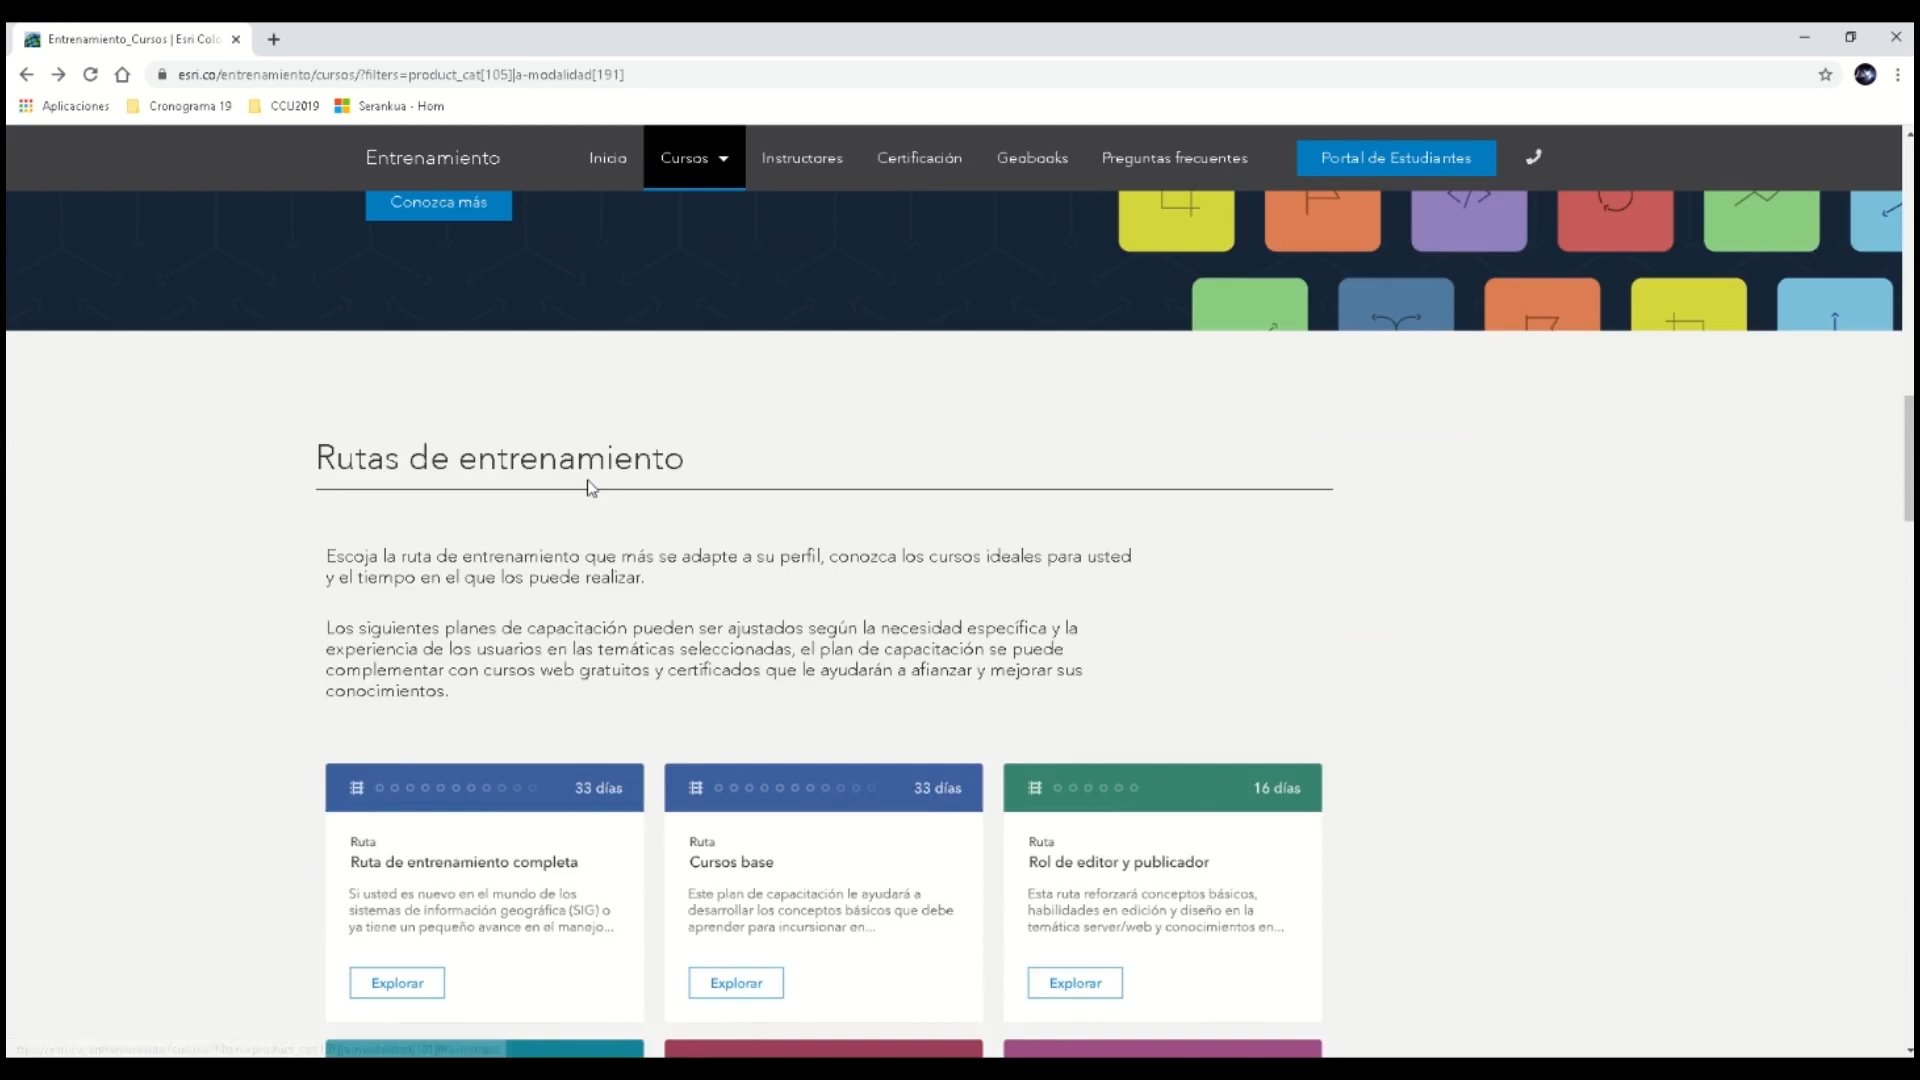 Entrenamiento_Cursos | Esri Colo
esri.co/entrenamiento/cursos/?filters=product_cat[105]|a-modalidad[191]
Aplicaciones Cronograma 19 CCU2019 Serankua - Hom
Entrenamiento Inicio Cursos Instructores Certificación Geobooks Preguntas frecuentes Portal de Estudiantes
Conozca más
Rutas de entrenamiento
Escoja la ruta de entrenamiento que más se adapte a su perfil, conozca los cursos ideales para usted
y el tiempo en el que los puede realizar.
Los siguientes planes de capacitación pueden ser ajustados según la necesidad específica y la
experiencia de los usuarios en las temáticas seleccionadas, el plan de capacitación se puede
complementar con cursos web gratuitos y certificados que le ayudarán a afianzar y mejorar sus
conocimientos.
33 días
Ruta
Ruta de entrenamiento completa
Si usted es nuevo en el mundo de los
sistemas de información geográfica (SIG) o
ya tiene un pequeño avance en el manejo...
Explorar
33 días
Ruta
Cursos base
Este plan de capacitación le ayudará a
desarrollar los conceptos básicos que debe
aprender para incursionar en...
Explorar
16 días
Ruta
Rol de editor y publicador
Esta ruta reforzará conceptos básicos,
habilidades en edición y diseño en la
temática server/web y conocimientos en...
Explorar